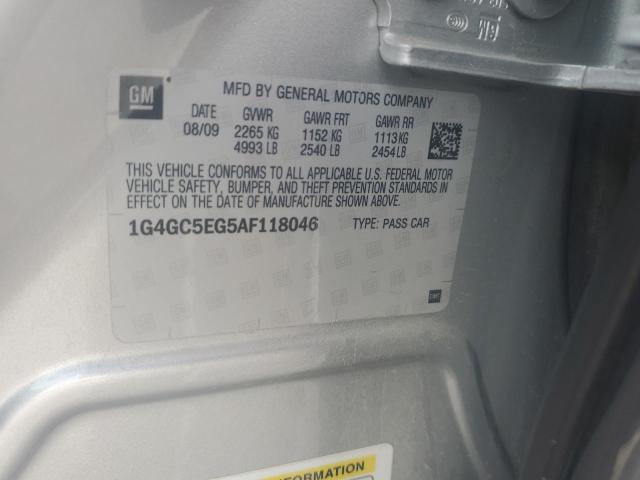 GM
MFD BY GENERAL MOTORS COMPANY
DATE GVWR GAWR FRT GAWR RR
08/09 2265 KG 1152 KG 1113 KG
4993 LB 2540 LB 2454 LB
THIS VEHICLE CONFORMS TO ALL APPLICABLE U.S. FEDERAL MOTOR
VEHICLE SAFETY, BUMPER, AND THEFT PREVENTION STANDARDS IN
EFFECT ON THE DATE OF MANUFACTURE SHOWN ABOVE.
1G4GC5EG5AF118046 TYPE: PASS CAR
INFORMATION